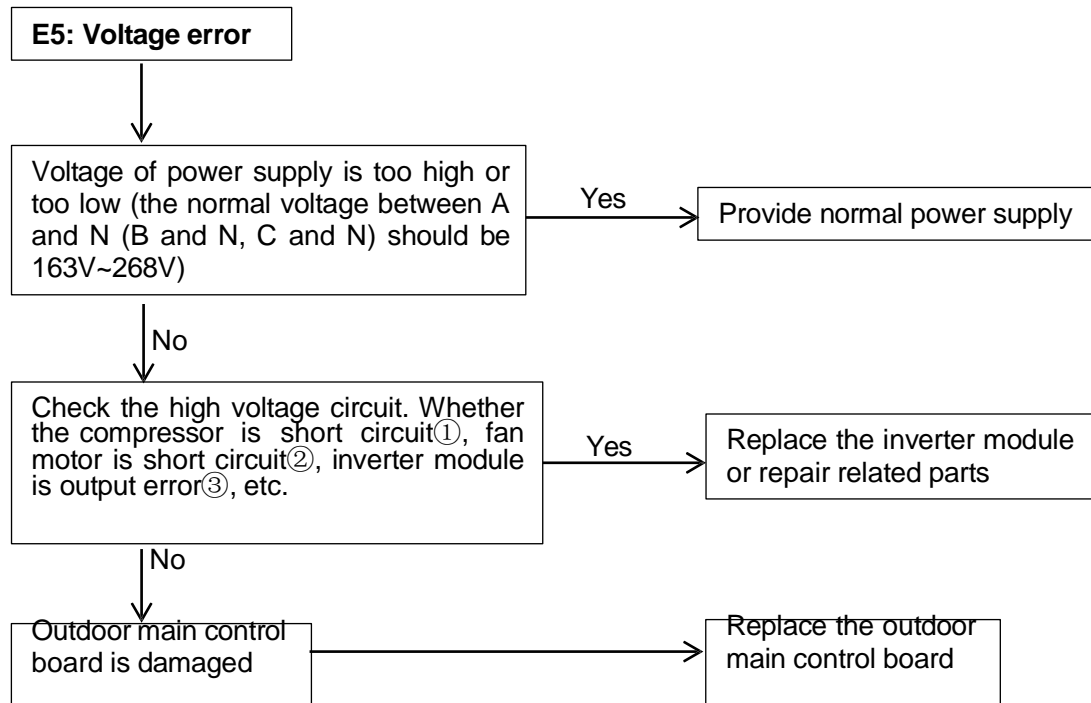 E5: Voltage error
Voltage of power supply is too high or
too low (the normal voltage between A
and N (B and N, C and N) should be
163V~268V)
Yes
Provide normal power supply
No
Check the high voltage circuit. Whether
the compressor is short circuit①, fan
motor is short circuit②, inverter module
is output error③, etc.
Yes
Replace the inverter module
or repair related parts
No
Outdoor main control
board is damaged
Replace the outdoor
main control board